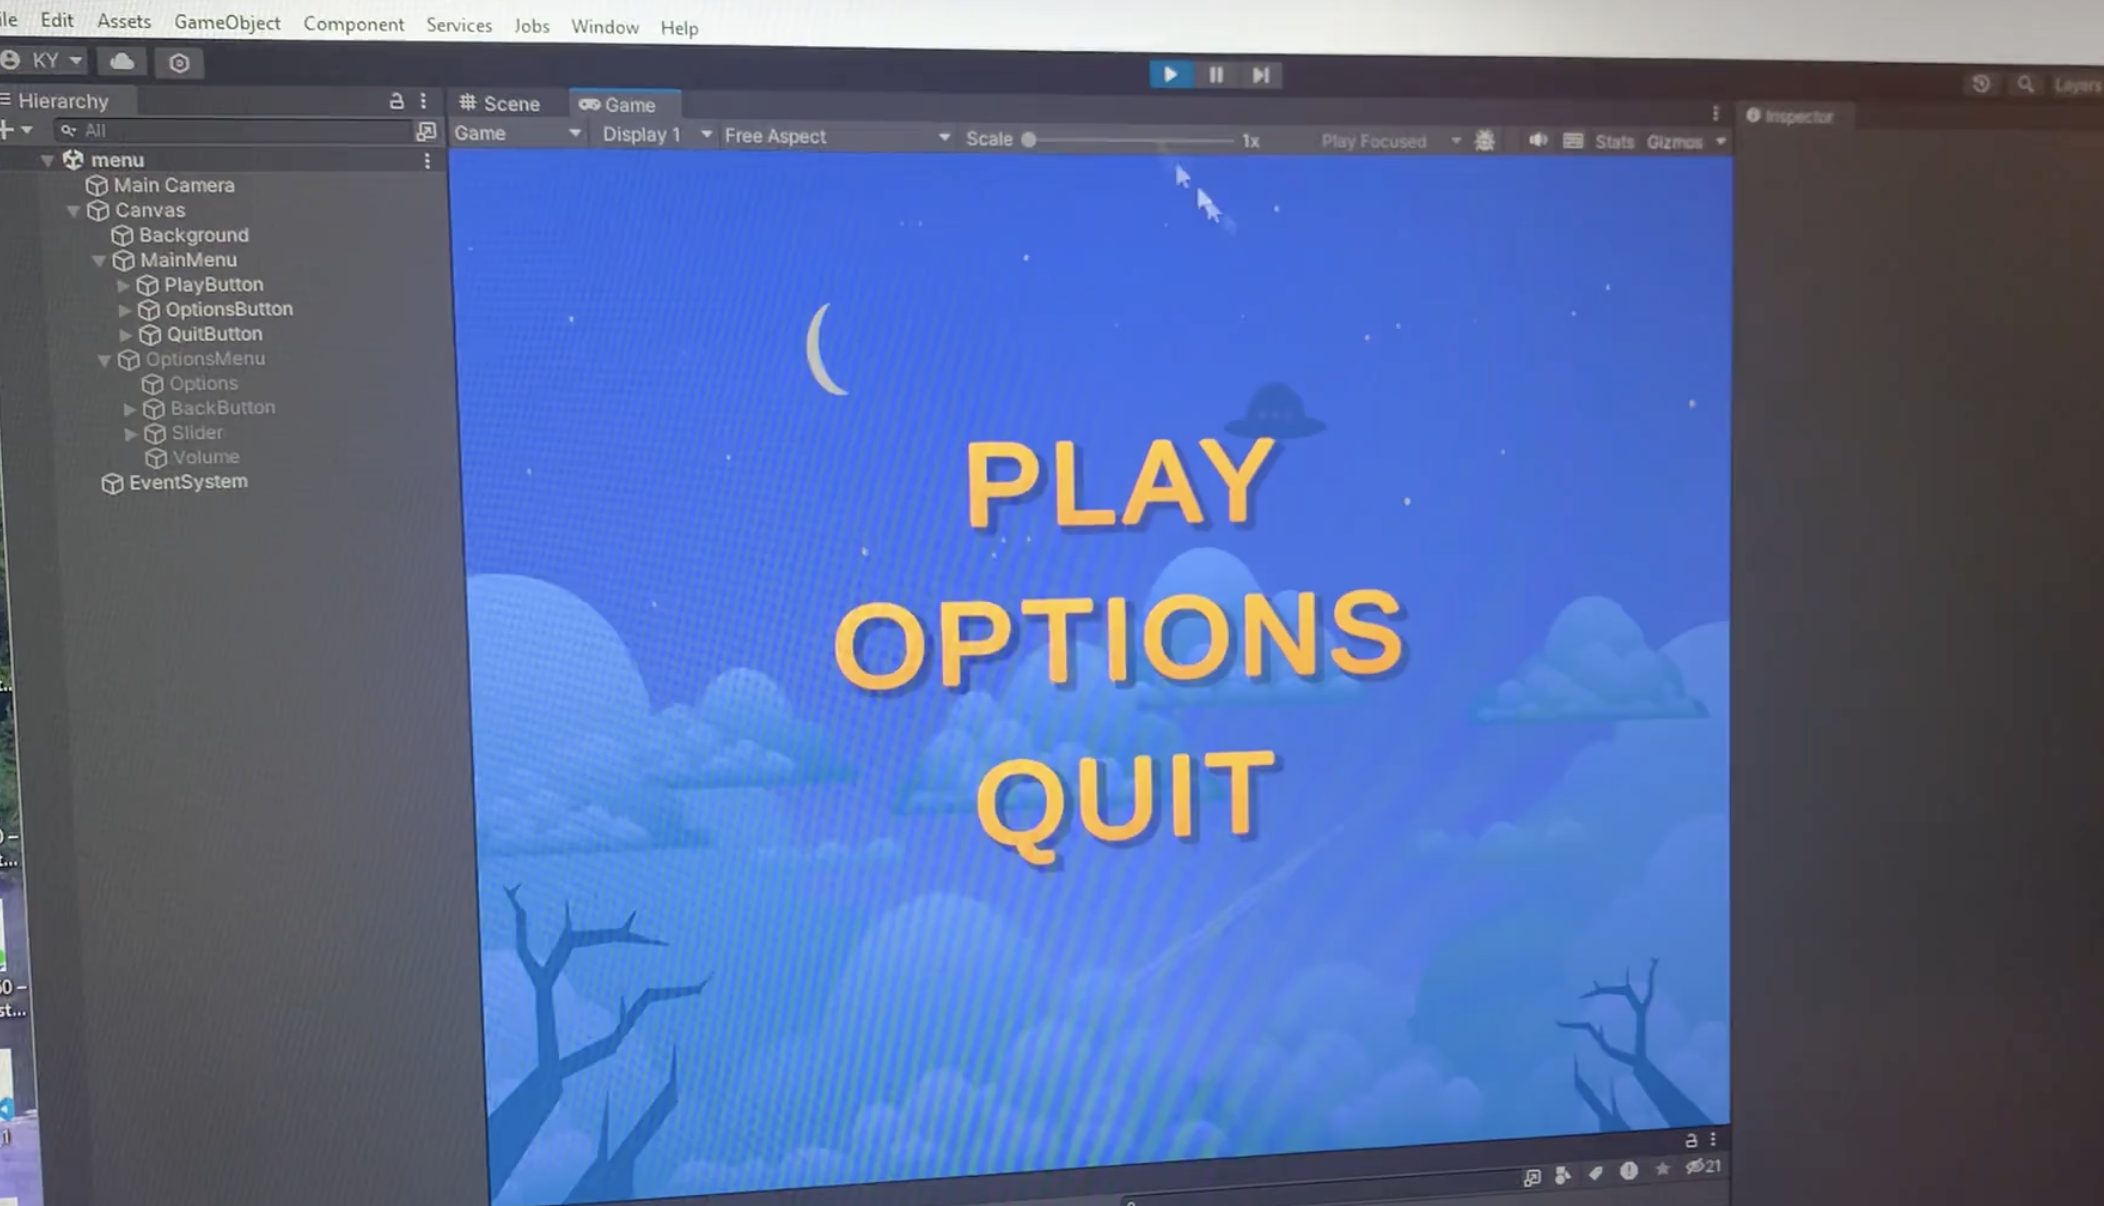 ile Edit Assets GameObject Component Services Jobs Window Help
KY
Layers
Hierarchy
Scene Game
Inspector
All
Game Display 1 Free Aspect Scale 1x Play Focused Stats Gizmos
menu
Main Camera
Canvas
Background
MainMenu
PlayButton
OptionsButton
QuitButton
OptionsMenu
Options
BackButton
Slider
Volume
EventSystem
PLAY
OPTIONS
QUIT
21